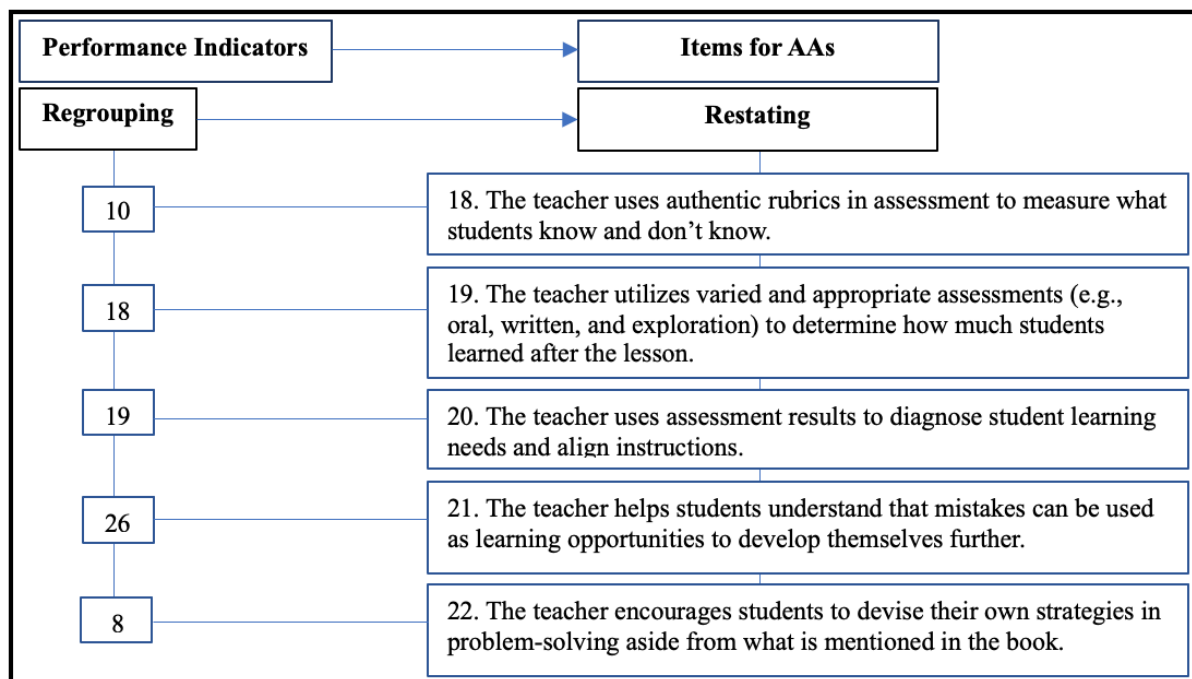 Performance Indicators
Items for AAs
Regrouping
Restating
10
18. The teacher uses authentic rubrics in assessment to measure what
students know and don’t know.
18
19. The teacher utilizes varied and appropriate assessments (e.g.,
oral, written, and exploration) to determine how much students
learned after the lesson.
19
20. The teacher uses assessment results to diagnose student learning
needs and align instructions.
26
21. The teacher helps students understand that mistakes can be used
as learning opportunities to develop themselves further.
8
22. The teacher encourages students to devise their own strategies in
problem-solving aside from what is mentioned in the book.